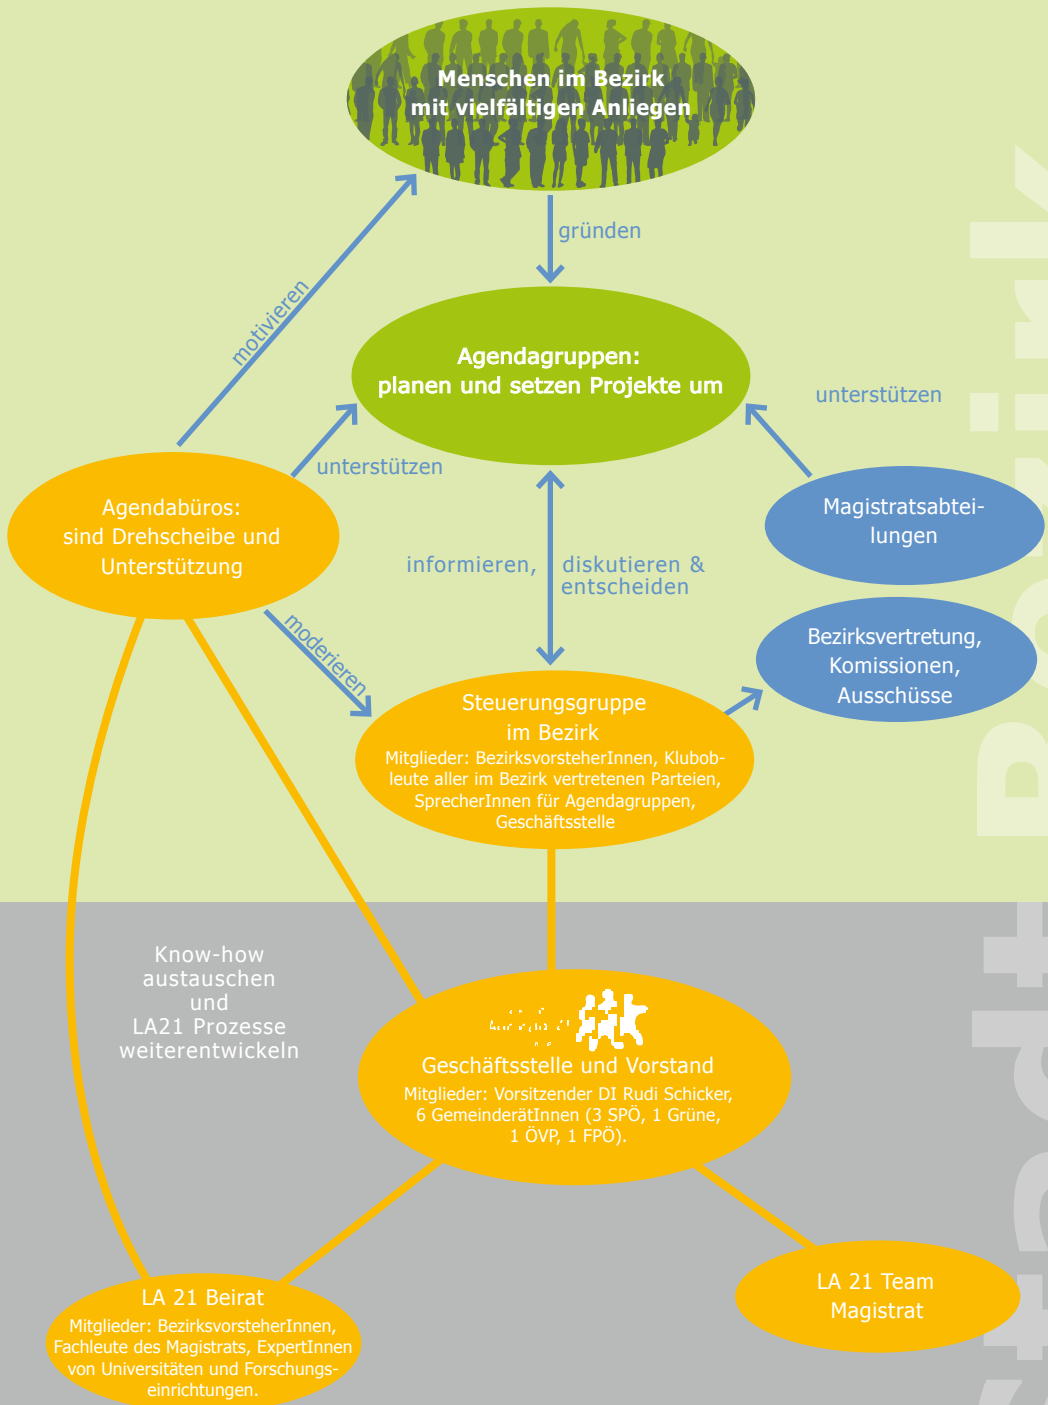 Menschen im Bezirk
mit vielfältigen Anliegen
gründen
motivieren
Agendagruppen:
planen und setzen Projekte um
unterstützen
unterstützen
Agendabüros:
sind Drehscheibe und
Unterstützung
Magistratsabtei-
lungen
informieren, diskutieren &
entscheiden
moderieren
Bezirksvertretung,
Komissionen,
Ausschüsse
Steuerungsgruppe
im Bezirk
Mitglieder: BezirksvorsteherInnen, Klubob-
leute aller im Bezirk vertretenen Parteien,
SprecherInnen für Agendagruppen,
Geschäftsstelle
Bezirk
Know-how
austauschen
und
LA21 Prozesse
weiterentwickeln
Geschäftsstelle und Vorstand
Mitglieder: Vorsitzender DI Rudi Schicker,
6 GemeinderätInnen (3 SPÖ, 1 Grüne,
1 ÖVP, 1 FPÖ).
LA 21 Beirat
Mitglieder: BezirksvorsteherInnen,
Fachleute des Magistrats, ExpertInnen
von Universitäten und Forschungs-
einrichtungen.
LA 21 Team
Magistrat
Stadt